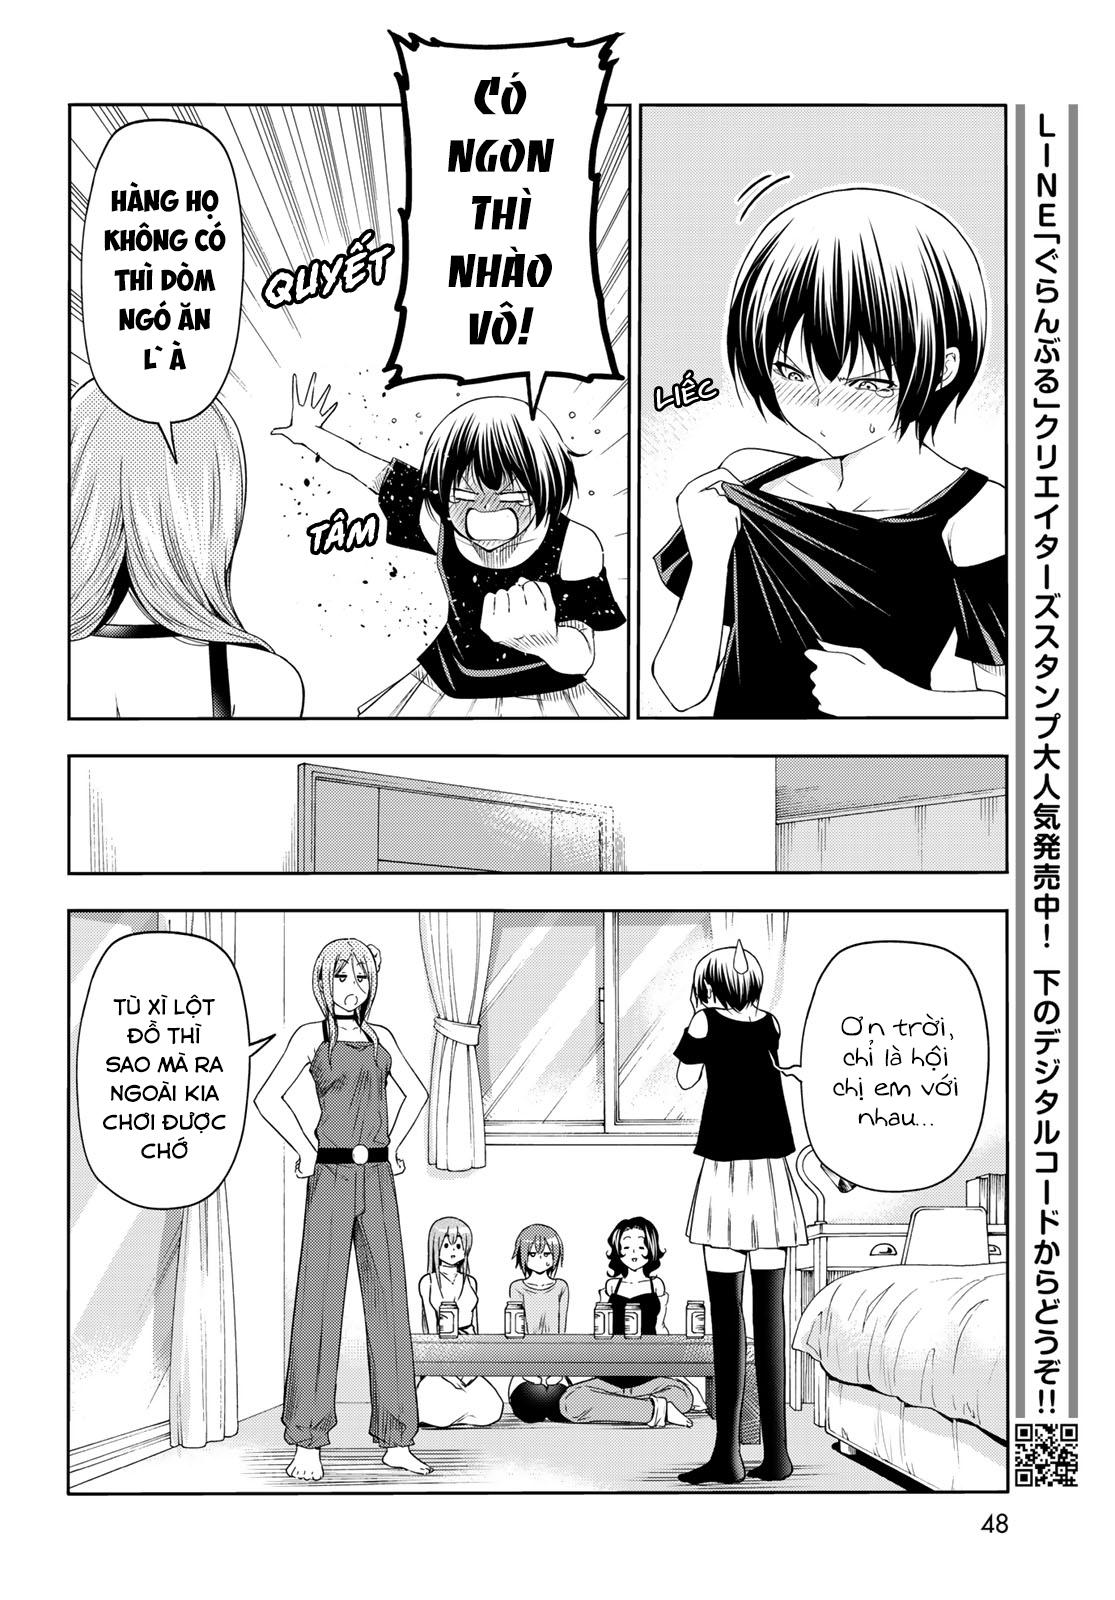 LIẾC
CÓ
NGON
THÌ
NHÀO
VÔ!
QUYẾT
TÂM
HÀNG HỌ
KHÔNG CÓ
THÌ DÒM
NGÓ ĂN
L`À
Ơn trời,
chỉ là hội
chị em với
nhau...
TÙ XÌ LỘT
ĐỒ THÌ
SAO MÀ RA
NGOÀI KIA
CHƠI ĐƯỢC
CHỚ
LINE「ぐらんぶる」クリエイターズスタンプ大人気発売中! 下のデジタルコードからどうぞ!!
48